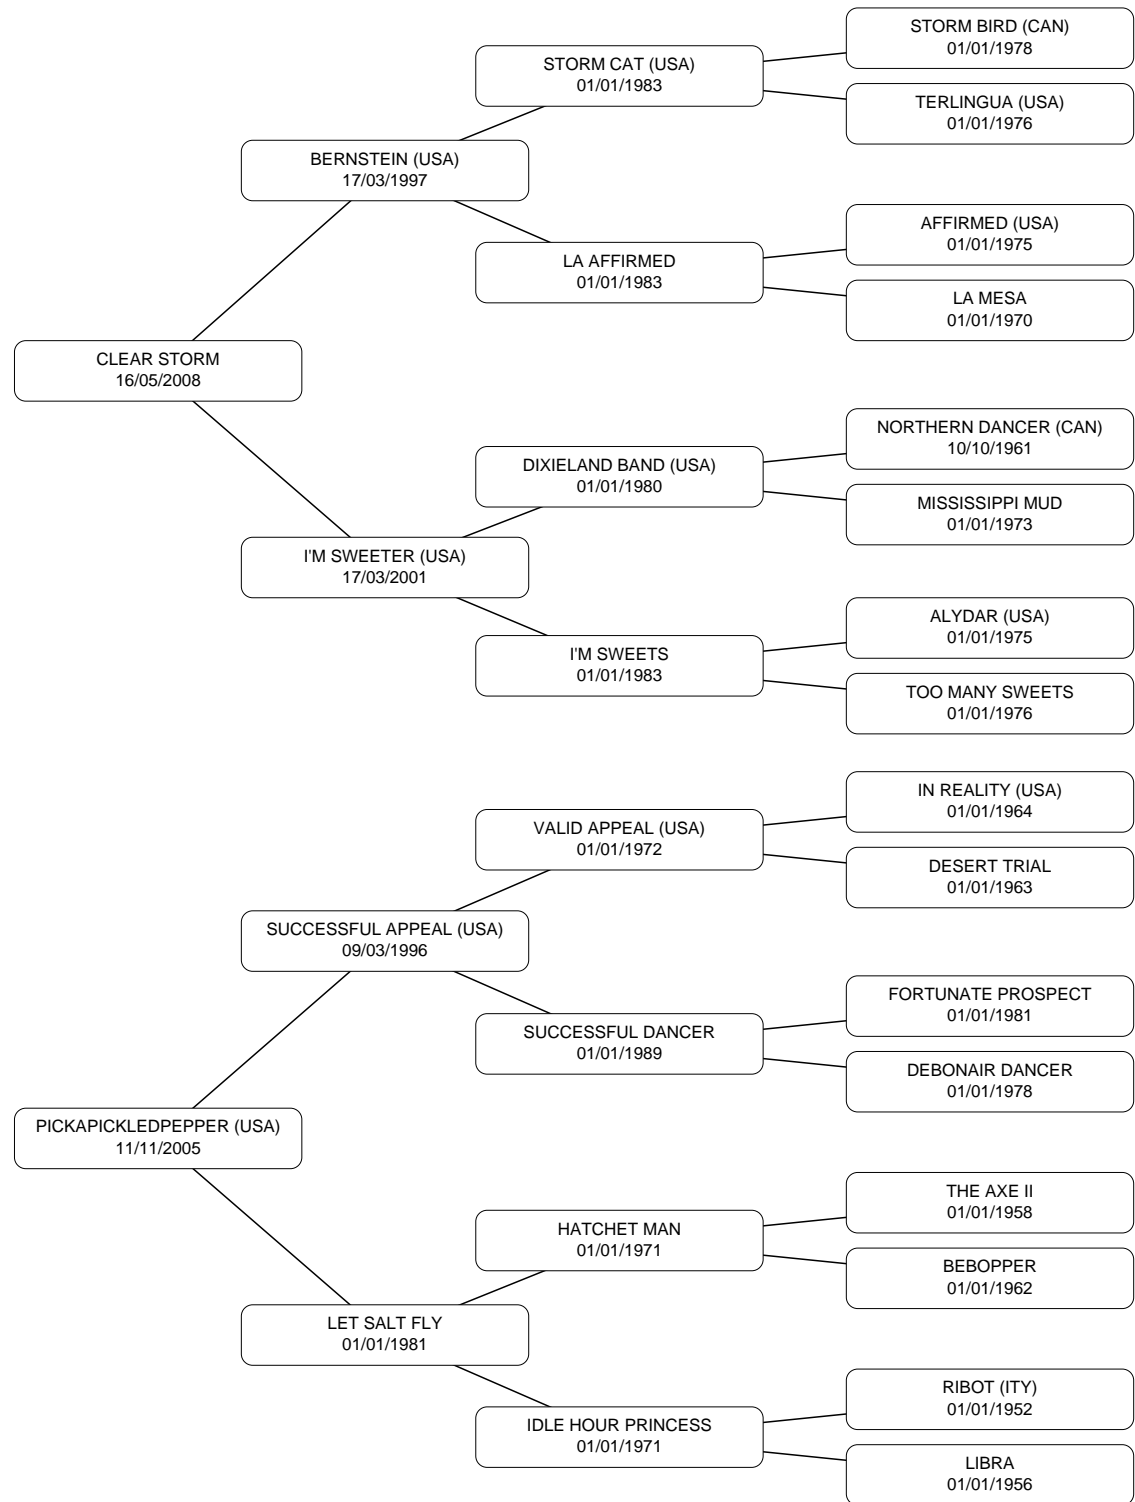 STORM BIRD (CAN)
01/01/1978
STORM CAT (USA)
01/01/1983
TERLINGUA (USA)
01/01/1976
BERNSTEIN (USA)
17/03/1997
AFFIRMED (USA)
01/01/1975
LA AFFIRMED
01/01/1983
LA MESA
01/01/1970
CLEAR STORM
16/05/2008
NORTHERN DANCER (CAN)
10/10/1961
DIXIELAND BAND (USA)
01/01/1980
MISSISSIPPI MUD
01/01/1973
I'M SWEETER (USA)
17/03/2001
ALYDAR (USA)
01/01/1975
I'M SWEETS
01/01/1983
TOO MANY SWEETS
01/01/1976
IN REALITY (USA)
01/01/1964
VALID APPEAL (USA)
01/01/1972
DESERT TRIAL
01/01/1963
SUCCESSFUL APPEAL (USA)
09/03/1996
FORTUNATE PROSPECT
01/01/1981
SUCCESSFUL DANCER
01/01/1989
DEBONAIR DANCER
01/01/1978
PICKAPICKLEDPEPPER (USA)
11/11/2005
THE AXE II
01/01/1958
HATCHET MAN
01/01/1971
BEBOPPER
01/01/1962
LET SALT FLY
01/01/1981
RIBOT (ITY)
01/01/1952
IDLE HOUR PRINCESS
01/01/1971
LIBRA
01/01/1956